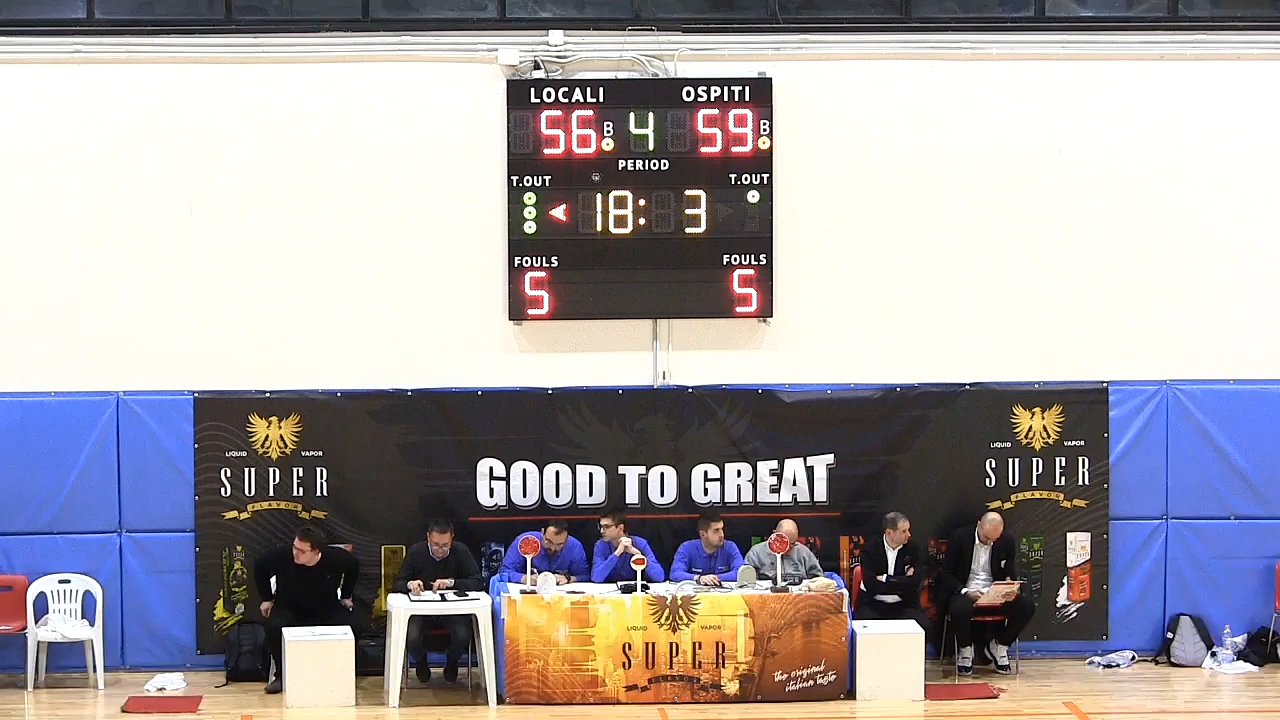 LOCALI OSPITI
56 B 4 59 B
PERIOD
T.OUT T.OUT
18: 3
FOULS FOULS
5 5
LIQUID VAPOR
SUPER
FLAVOR
GOOD TO GREAT
LIQUID VAPOR
SUPER
FLAVOR
LIQUID VAPOR
SUPER
FLAVOR
the original
italian taste